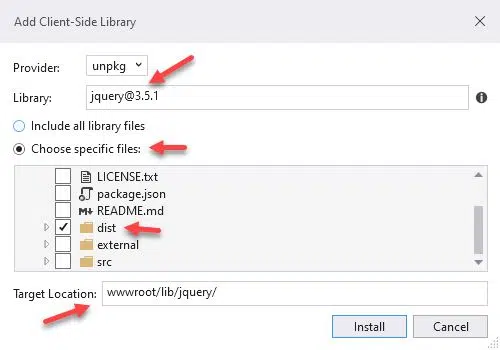 Add Client-Side Library
Provider: unpkg
Library: jquery@3.5.1
Include all library files
Choose specific files:
LICENSE.txt
package.json
README.md
dist
external
src
Target Location: wwwroot/lib/jquery/
Install Cancel